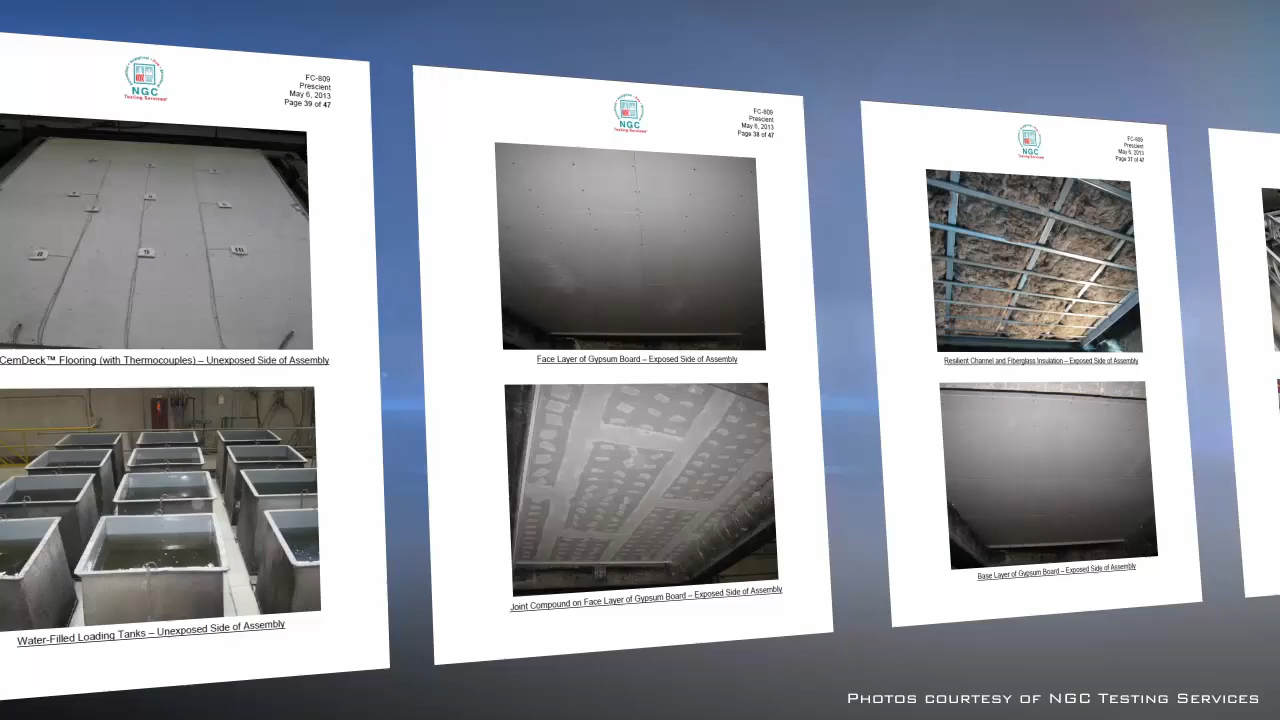 NGC
Testing Services
FC-609
Prescient
May 6, 2013
Page 39 of 47
CemDeck™ Flooring (with Thermocouples) – Unexposed Side of Assembly
Water-Filled Loading Tanks – Unexposed Side of Assembly
NGC
Testing Services
FC-609
Prescient
May 6, 2013
Page 38 of 47
Face Layer of Gypsum Board – Exposed Side of Assembly
Joint Compound on Face Layer of Gypsum Board – Exposed Side of Assembly
NGC
Testing Services
FC-609
Prescient
May 6, 2013
Page 37 of 47
Resilient Channel and Fiberglass Insulation – Exposed Side of Assembly
Base Layer of Gypsum Board – Exposed Side of Assembly
Photos courtesy of NGC Testing Services